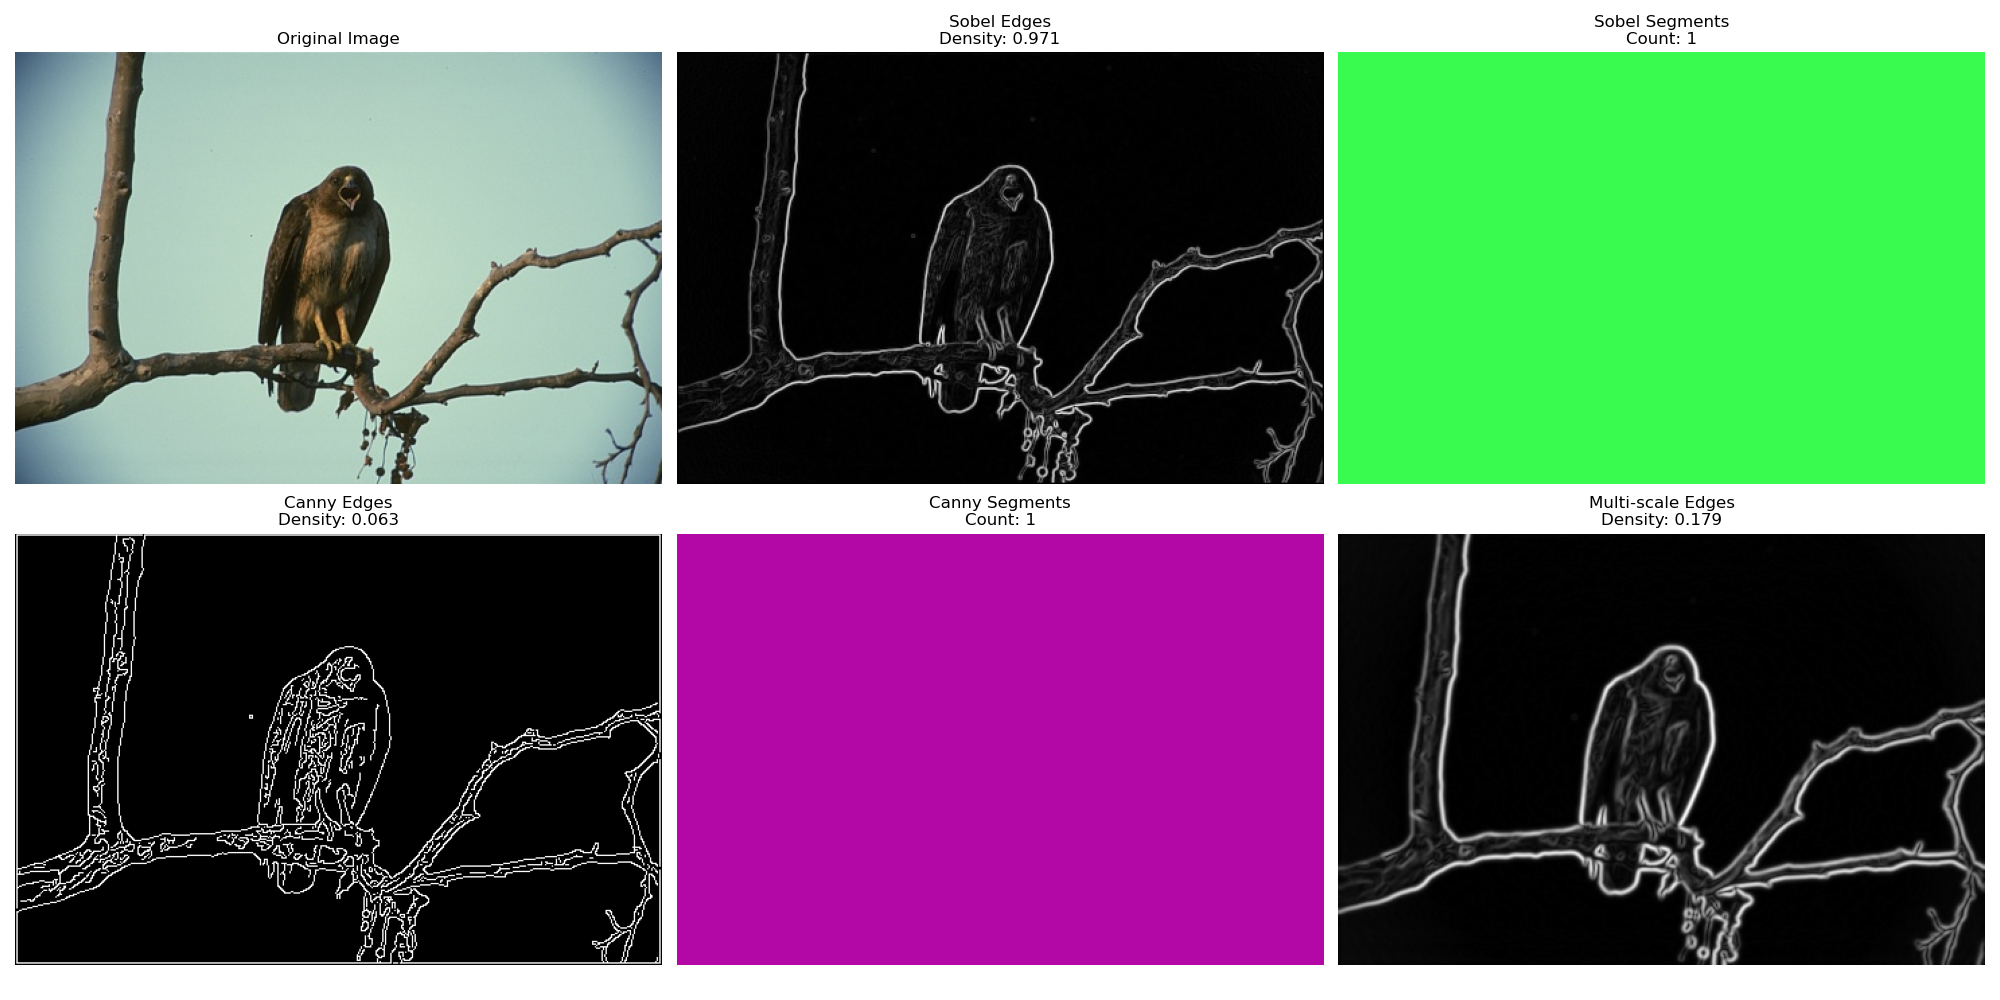 Original Image
Sobel Edges
Density: 0.971
Sobel Segments
Count: 1
Canny Edges
Density: 0.063
Canny Segments
Count: 1
Multi-scale Edges
Density: 0.179